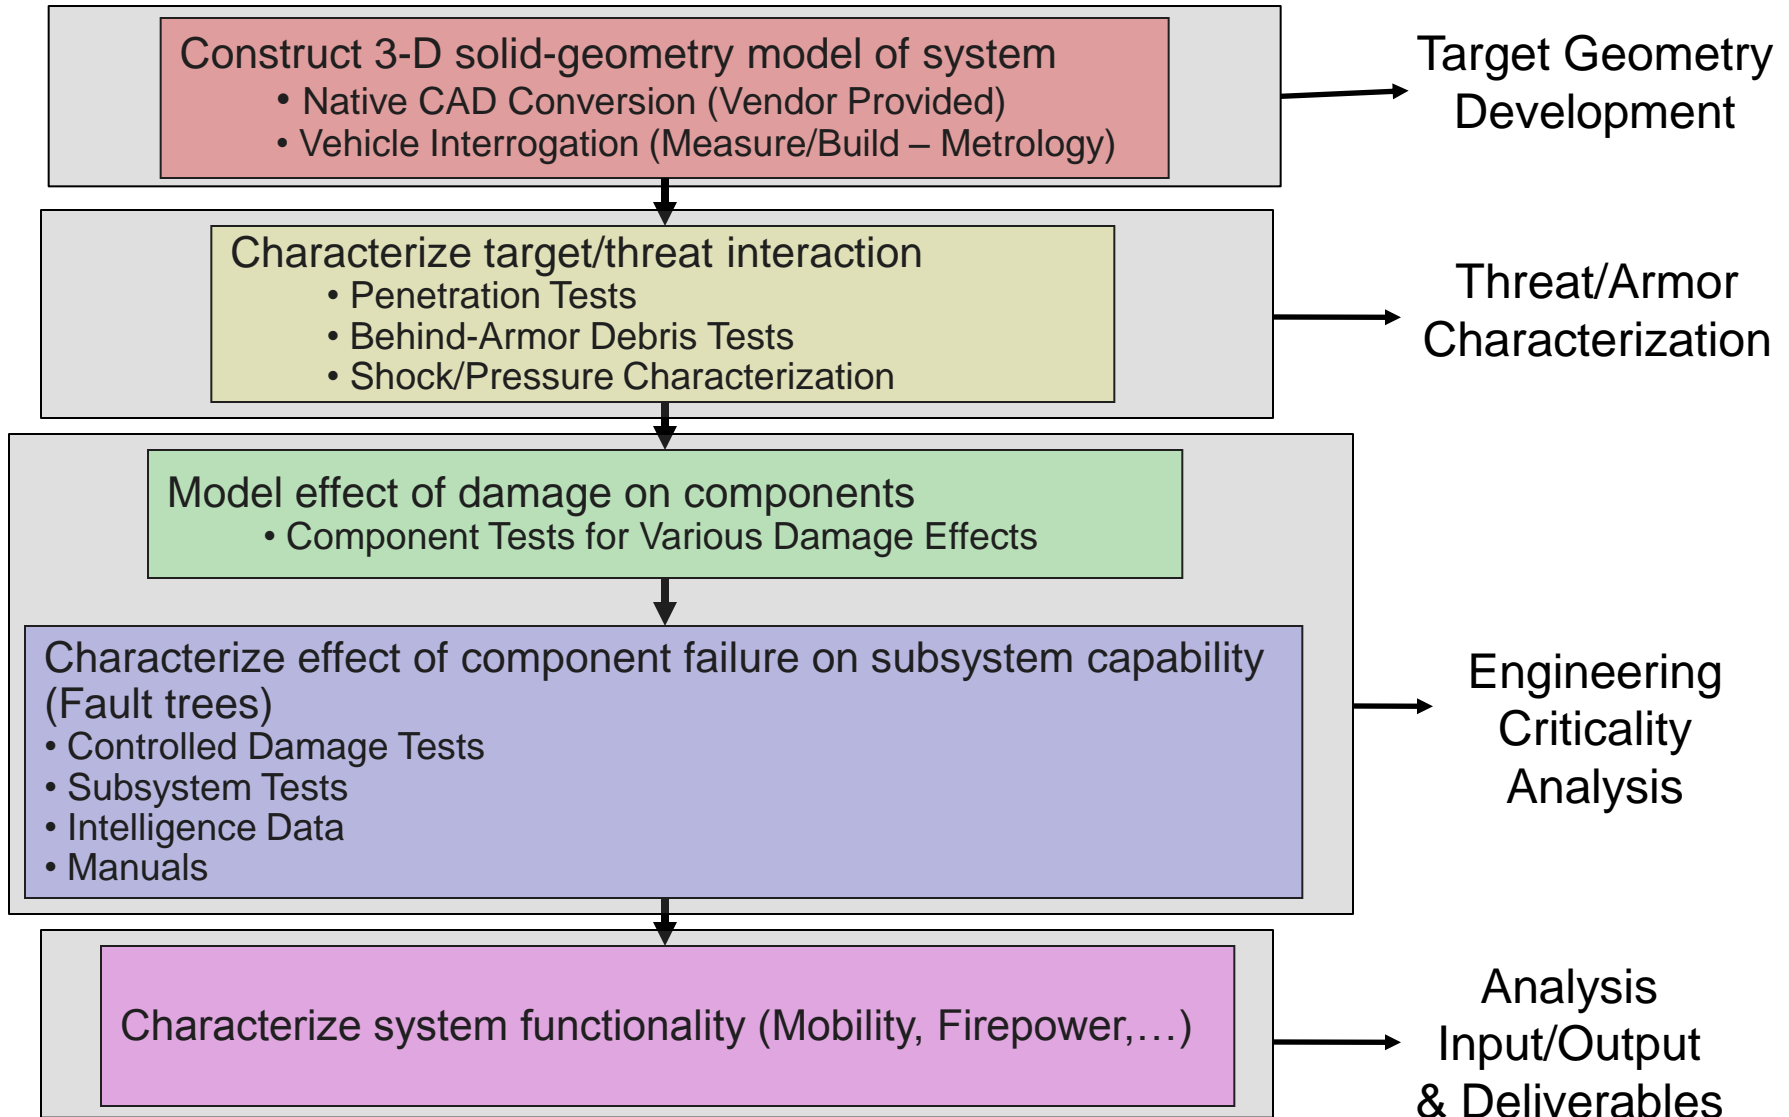 Construct 3-D solid-geometry model of system
• Native CAD Conversion (Vendor Provided)
• Vehicle Interrogation (Measure/Build – Metrology)
Target Geometry
Development
Characterize target/threat interaction
• Penetration Tests
• Behind-Armor Debris Tests
• Shock/Pressure Characterization
Threat/Armor
Characterization
Model effect of damage on components
• Component Tests for Various Damage Effects
Characterize effect of component failure on subsystem capability
(Fault trees)
• Controlled Damage Tests
• Subsystem Tests
• Intelligence Data
• Manuals
Engineering
Criticality
Analysis
Characterize system functionality (Mobility, Firepower,…)
Analysis
Input/Output
& Deliverables